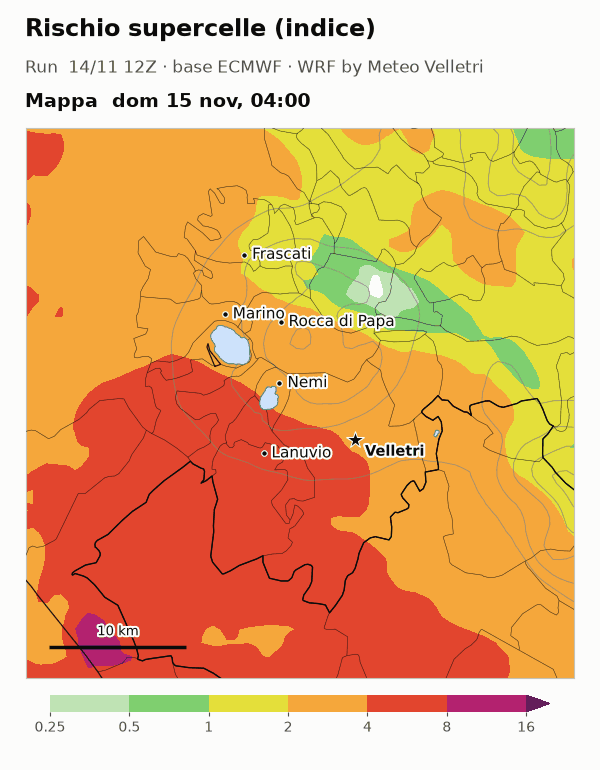 Rischio supercelle (indice)
Run  14/11 12Z · base ECMWF · WRF by Meteo Velletri
Mappa  dom 15 nov, 04:00
Frascati
Marino
Rocca di Papa
Nemi
Velletri
Lanuvio
10 km
0.25 0.5 1 2 4 8 16